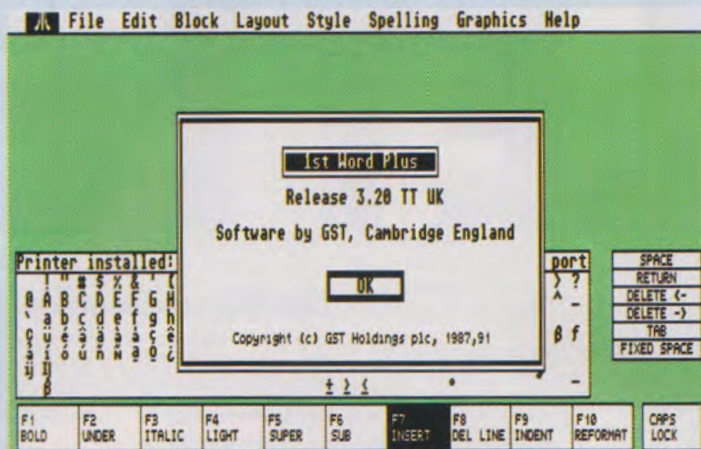 File Edit Block Layout Style Spelling Graphics Help
1st Word Plus
Release 3.20 TT UK
Software by GST, Cambridge England
OK
Copyright (c) GST Holdings plc, 1987,91
Printer installed: port
! " # $ % & ' ( > ?
@ A B C D E F G H ^ _
` a b c d e f g h
Ç ü é â ä à å ç ê β ƒ
á í ó ú ñ Ñ ª º ¿
ij IJ
β ± ≥ ≤ • –
SPACE
RETURN
DELETE <-
DELETE ->
TAB
FIXED SPACE
F1 BOLD
F2 UNDER
F3 ITALIC
F4 LIGHT
F5 SUPER
F6 SUB
F7 INSERT
F8 DEL LINE
F9 INDENT
F10 REFORMAT
CAPS LOCK